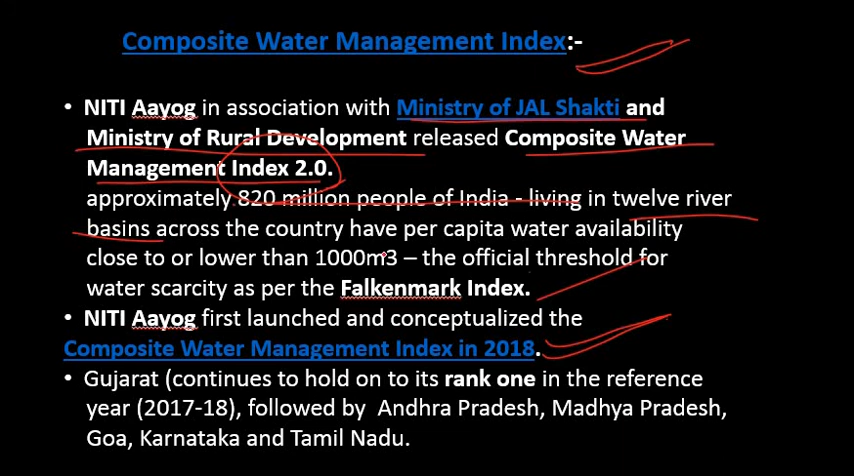 Composite Water Management Index:-
• NITI Aayog in association with Ministry of JAL Shakti and
Ministry of Rural Development released Composite Water
Management Index 2.0.
approximately 820 million people of India - living in twelve river
basins across the country have per capita water availability
close to or lower than 1000m3 – the official threshold for
water scarcity as per the Falkenmark Index.
• NITI Aayog first launched and conceptualized the
Composite Water Management Index in 2018.
• Gujarat (continues to hold on to its rank one in the reference
year (2017-18), followed by Andhra Pradesh, Madhya Pradesh,
Goa, Karnataka and Tamil Nadu.